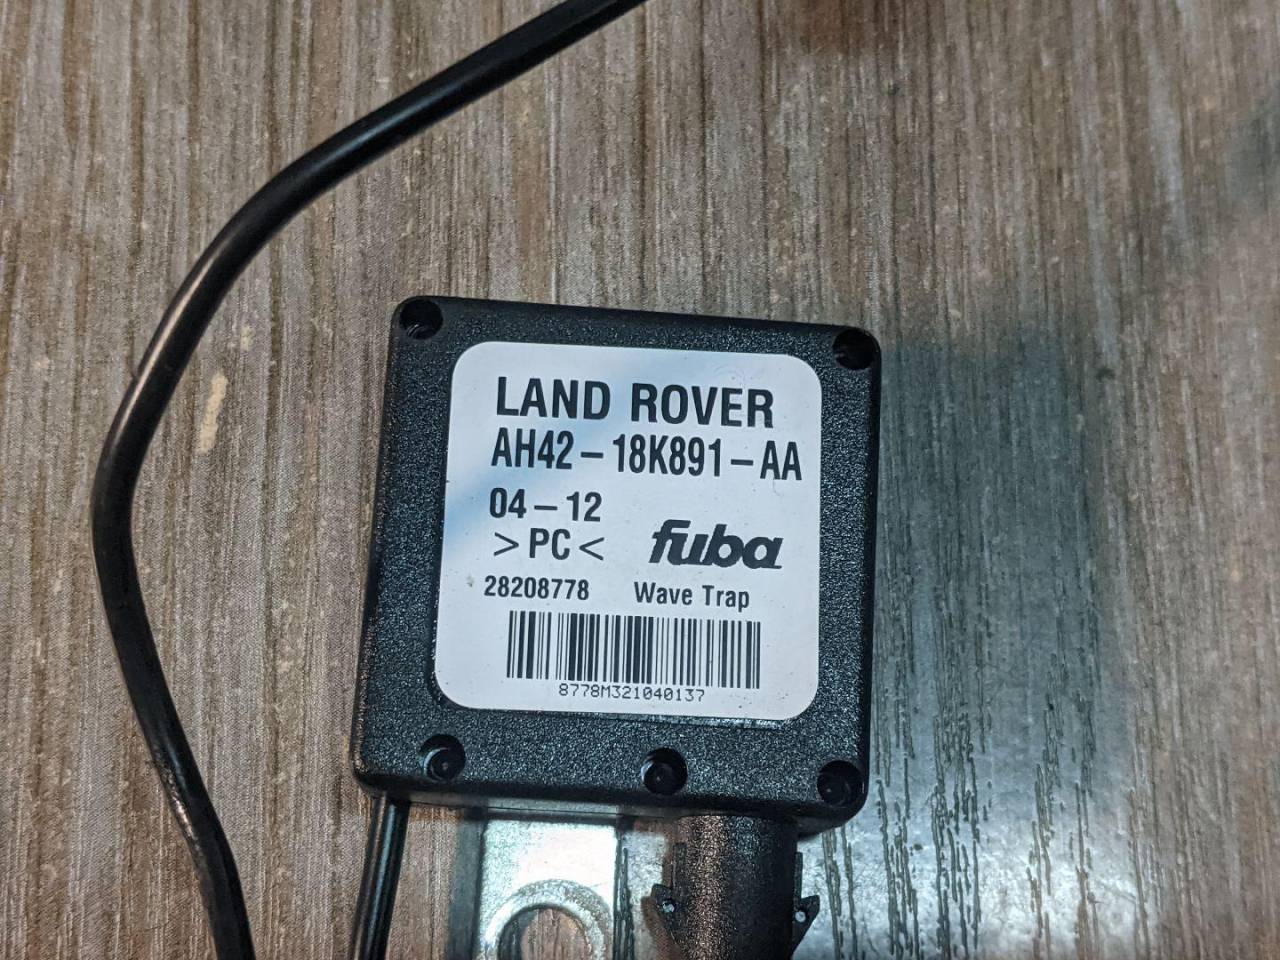 LAND ROVER
AH42-18K891-AA
04-12
>PC< fuba
28208778 Wave Trap
8778M321040137